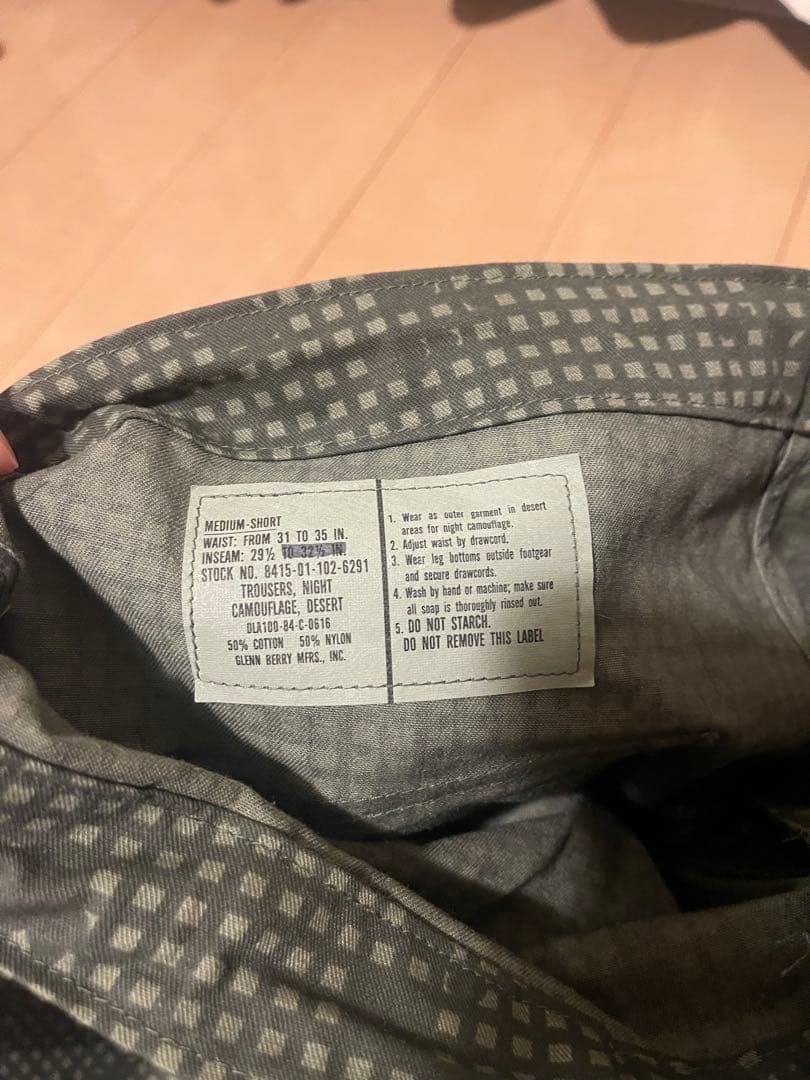 MEDIUM-SHORT
WAIST: FROM 31 TO 35 IN.
INSEAM: 29½ TO 32½ IN.
STOCK NO. 8415-01-102-6291
TROUSERS, NIGHT
CAMOUFLAGE, DESERT
DLA100-84-C-0616
50% COTTON 50% NYLON
GLENN BERRY MFRS., INC.
1. Wear as outer garment in desert
areas for night camouflage.
2. Adjust waist by drawcord.
3. Wear leg bottoms outside footgear
and secure drawcords.
4. Wash by hand or machine; make sure
all soap is thoroughly rinsed out.
5. DO NOT STARCH.
DO NOT REMOVE THIS LABEL